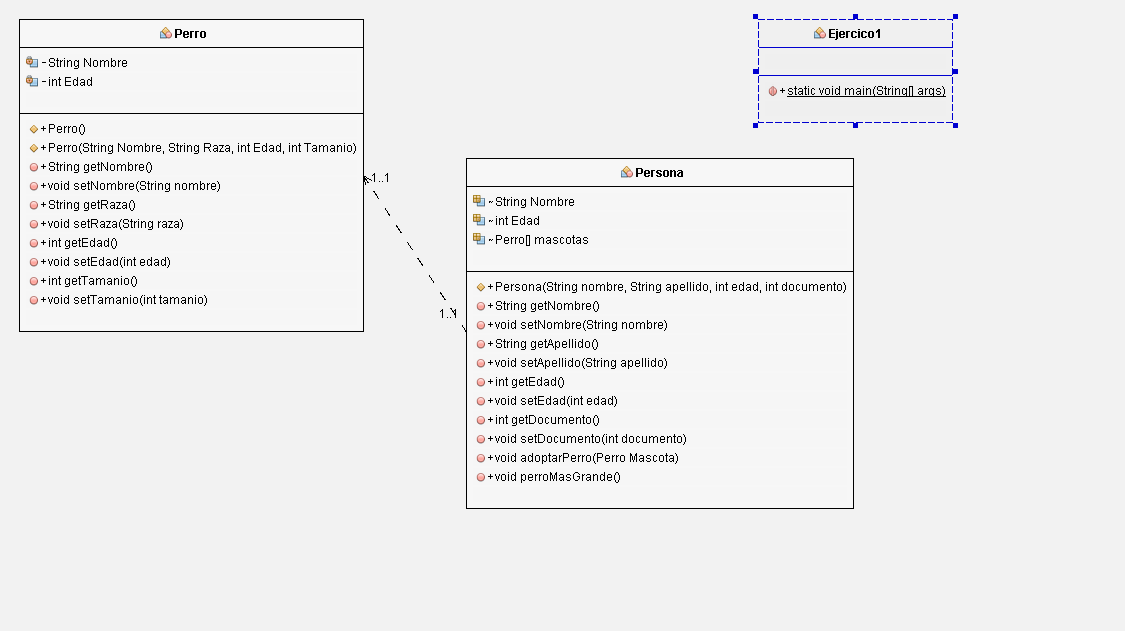 Perro
-String Nombre
-int Edad
+Perro()
+Perro(String Nombre, String Raza, int Edad, int Tamanio)
+String getNombre()
+void setNombre(String nombre)
+String getRaza()
+void setRaza(String raza)
+int getEdad()
+void setEdad(int edad)
+int getTamanio()
+void setTamanio(int tamanio)
1..1
1..1
Ejercico1
+static void main(String[] args)
Persona
~String Nombre
~int Edad
~Perro[] mascotas
+Persona(String nombre, String apellido, int edad, int documento)
+String getNombre()
+void setNombre(String nombre)
+String getApellido()
+void setApellido(String apellido)
+int getEdad()
+void setEdad(int edad)
+int getDocumento()
+void setDocumento(int documento)
+void adoptarPerro(Perro Mascota)
+void perroMasGrande()